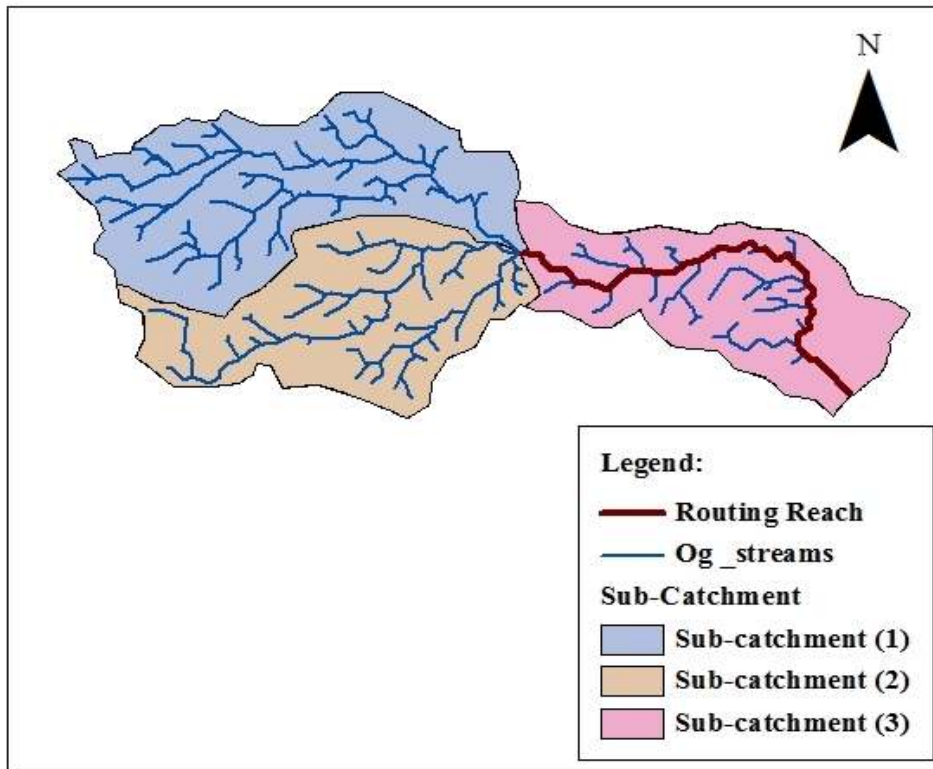 N
Legend:
Routing Reach
Og _streams
Sub-Catchment
Sub-catchment (1)
Sub-catchment (2)
Sub-catchment (3)